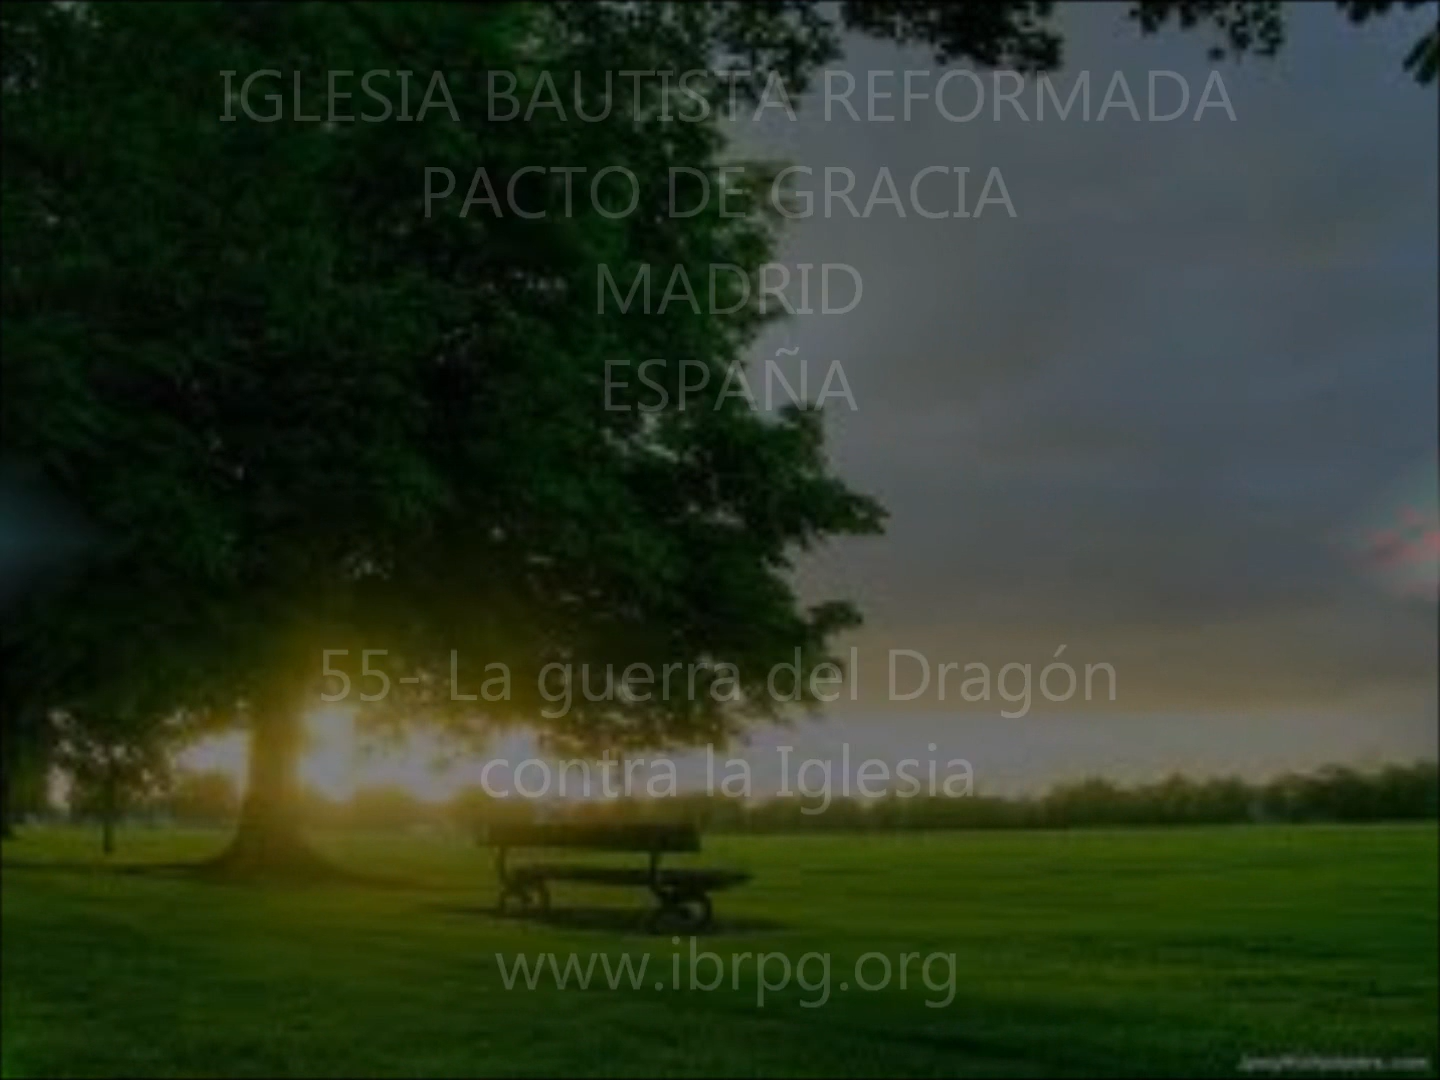 IGLESIA BAUTISTA REFORMADA
PACTO DE GRACIA
MADRID
ESPAÑA
55- La guerra del Dragón
contra la Iglesia
www.ibrpg.org